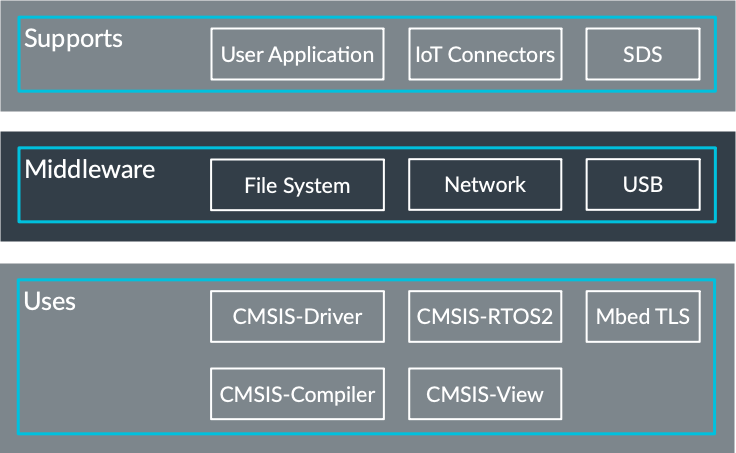 Supports
User Application
IoT Connectors
SDS
Middleware
File System
Network
USB
Uses
CMSIS-Driver
CMSIS-RTOS2
Mbed TLS
CMSIS-Compiler
CMSIS-View